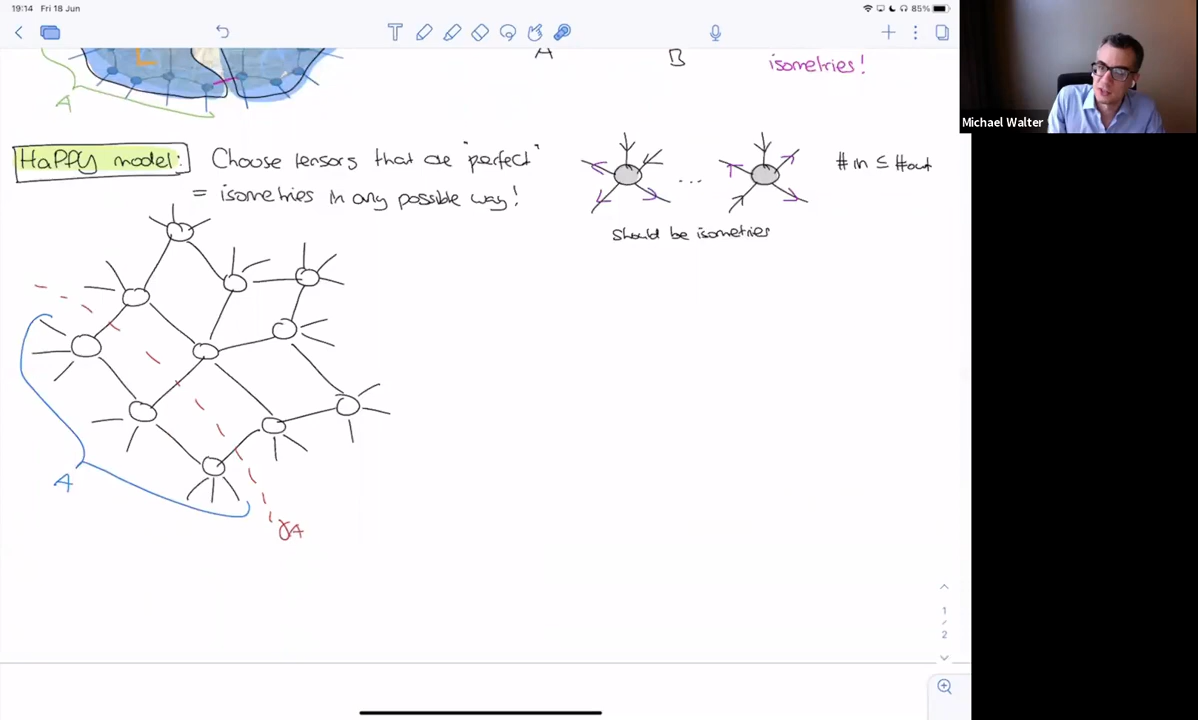 19:14 Fri 18 Jun
85%
A
B
isometries!
A
Michael Walter
HaPPY model:
Choose tensors that are "perfect"
= isometries in any possible way!
...
# in ≤ # out
Should be isometries
A
γA
1
/
2